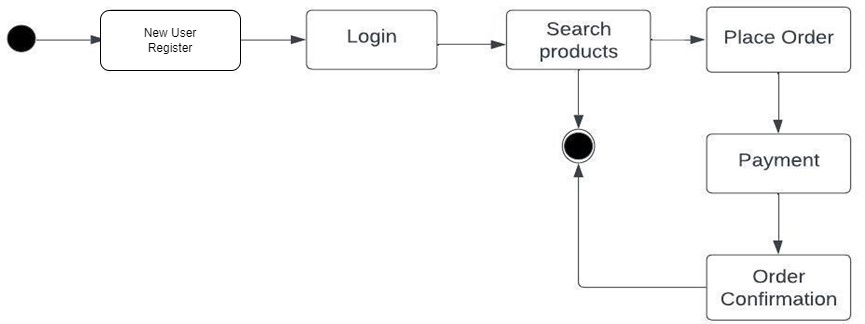 New User
Register
Login
Search
products
Place Order
Payment
Order
Confirmation